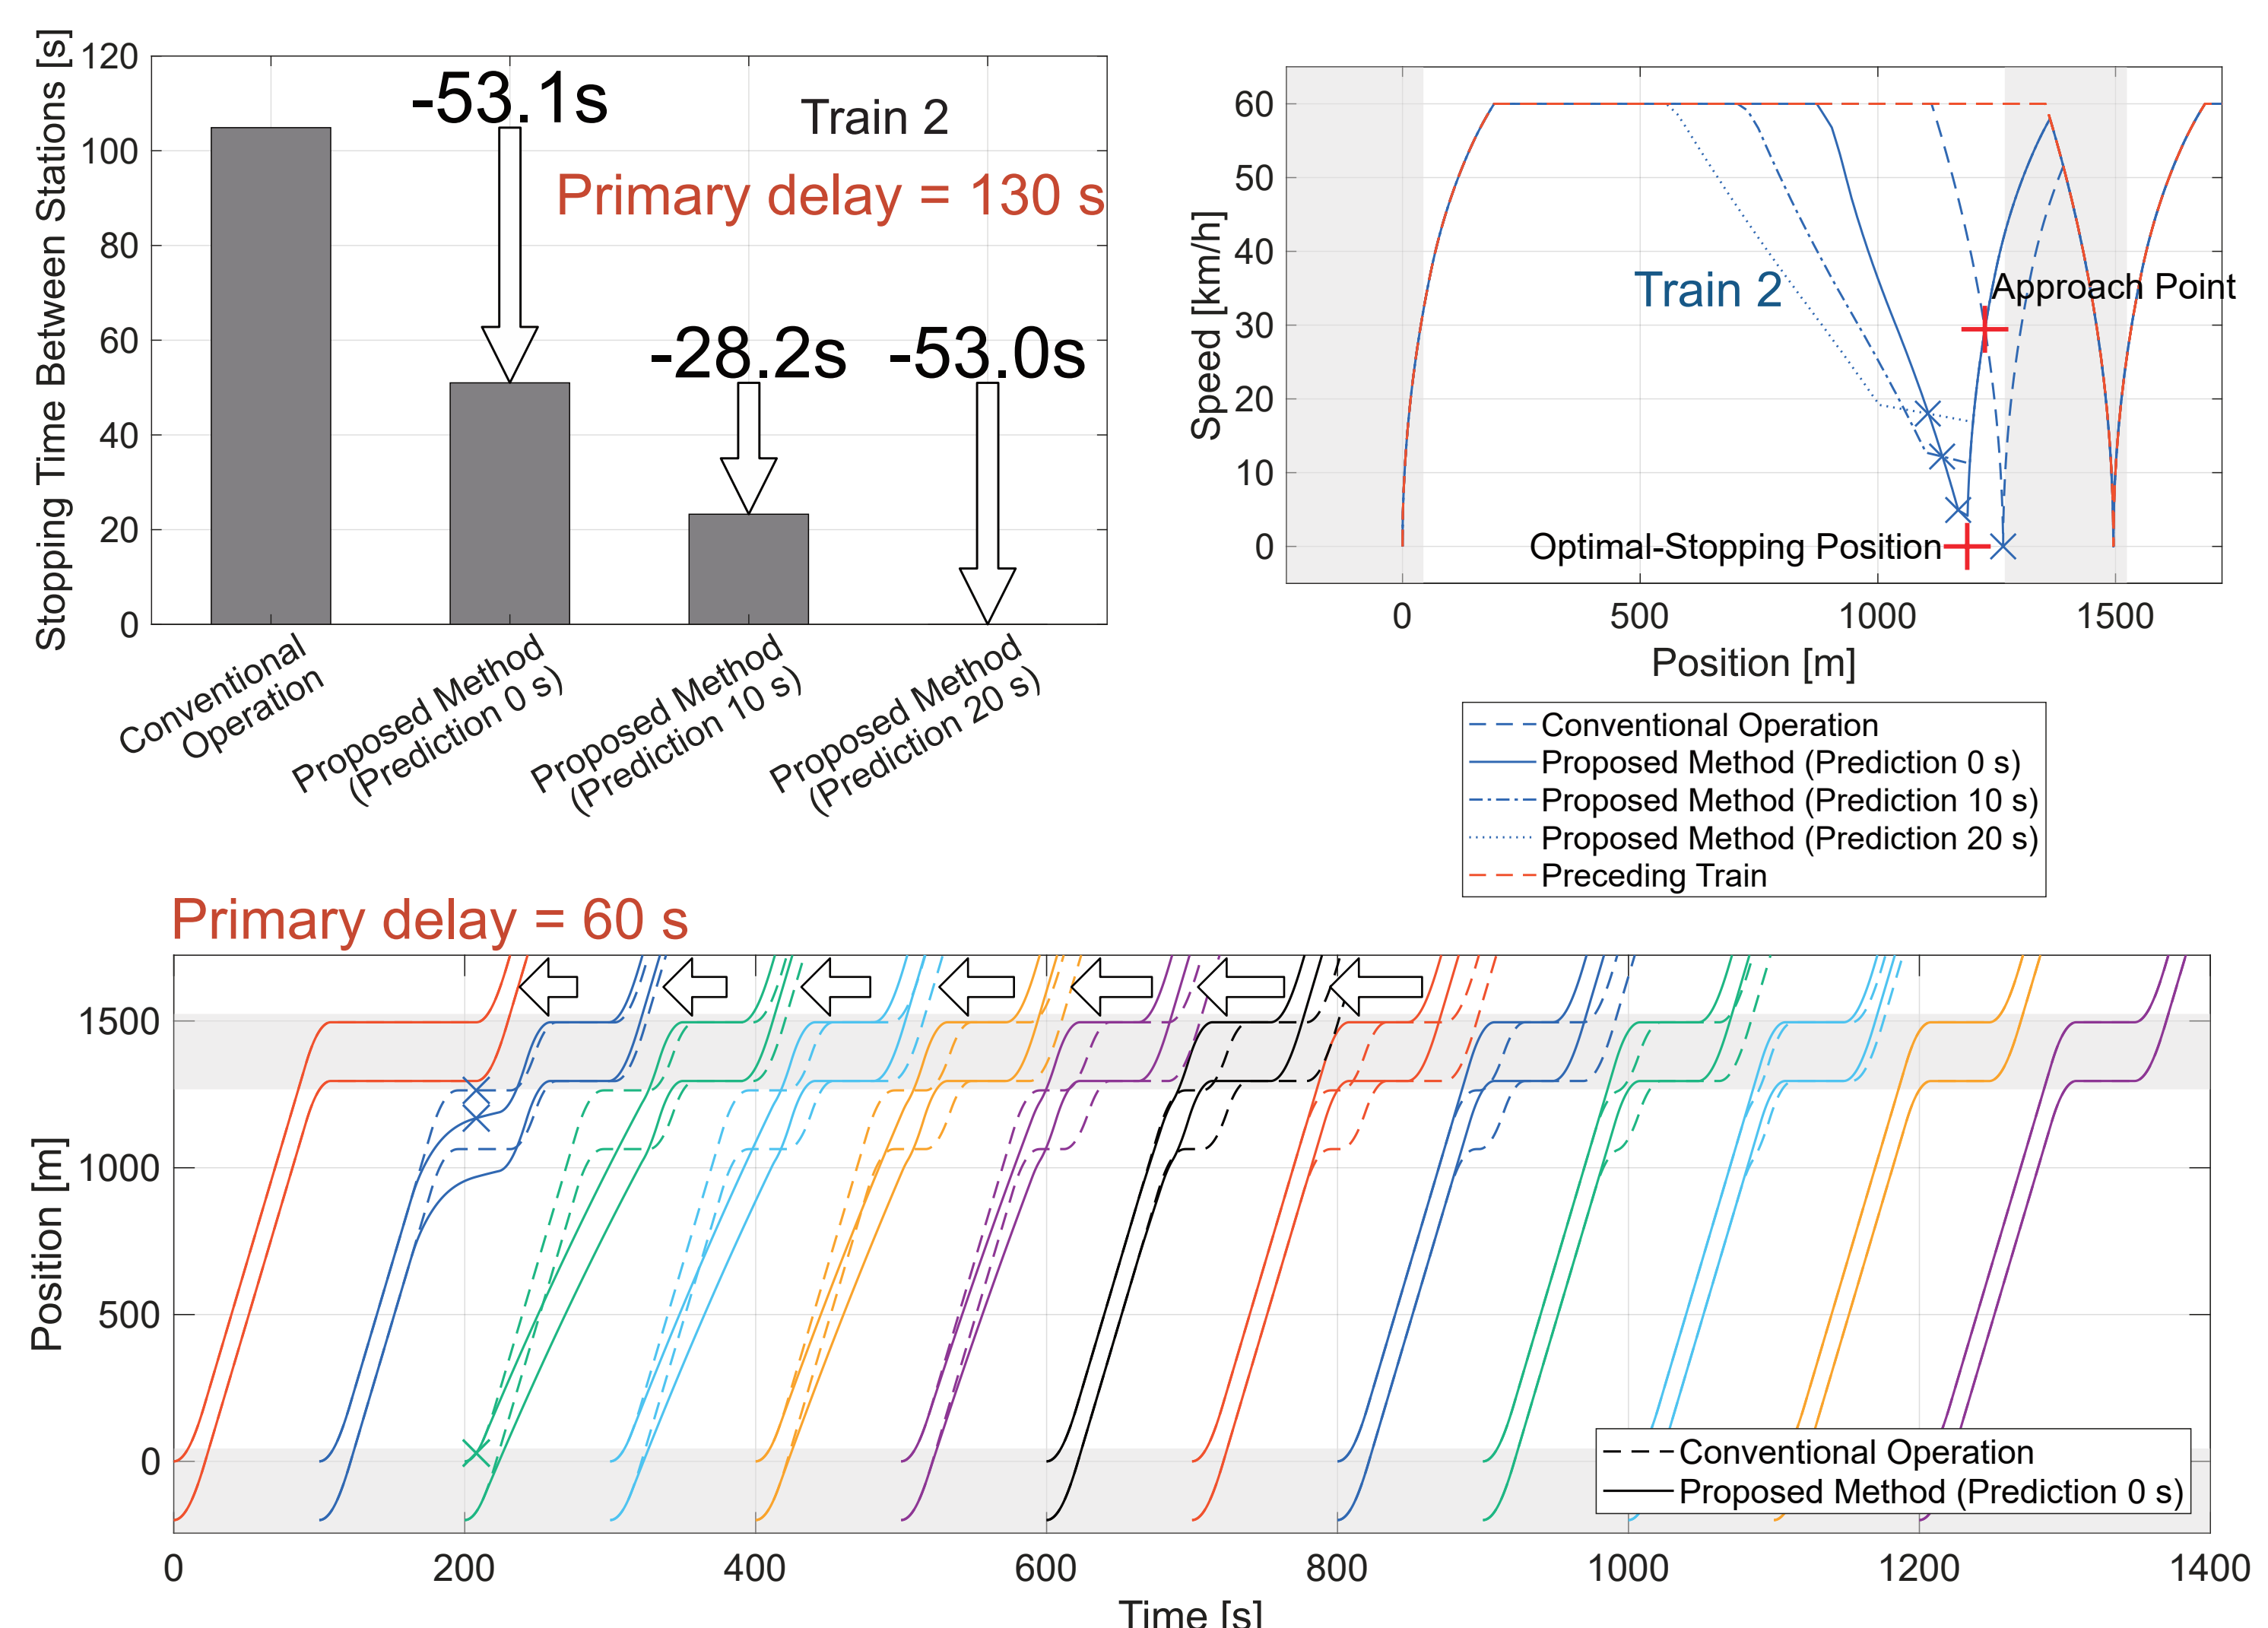 Stopping Time Between Stations [s]
120
100
80
60
40
20
0
-53.1s
Train 2
Primary delay = 130 s
-28.2s
-53.0s
Conventional
Operation
Proposed Method
(Prediction 0 s)
Proposed Method
(Prediction 10 s)
Proposed Method
(Prediction 20 s)
Speed [km/h]
60
50
40
30
20
10
0
Train 2
Approach Point
Optimal-Stopping Position
0
500
1000
1500
Position [m]
Conventional Operation
Proposed Method (Prediction 0 s)
Proposed Method (Prediction 10 s)
Proposed Method (Prediction 20 s)
Preceding Train
Primary delay = 60 s
Position [m]
1500
1000
500
0
Conventional Operation
Proposed Method (Prediction 0 s)
0
200
400
600
800
1000
1200
1400
Time [s]